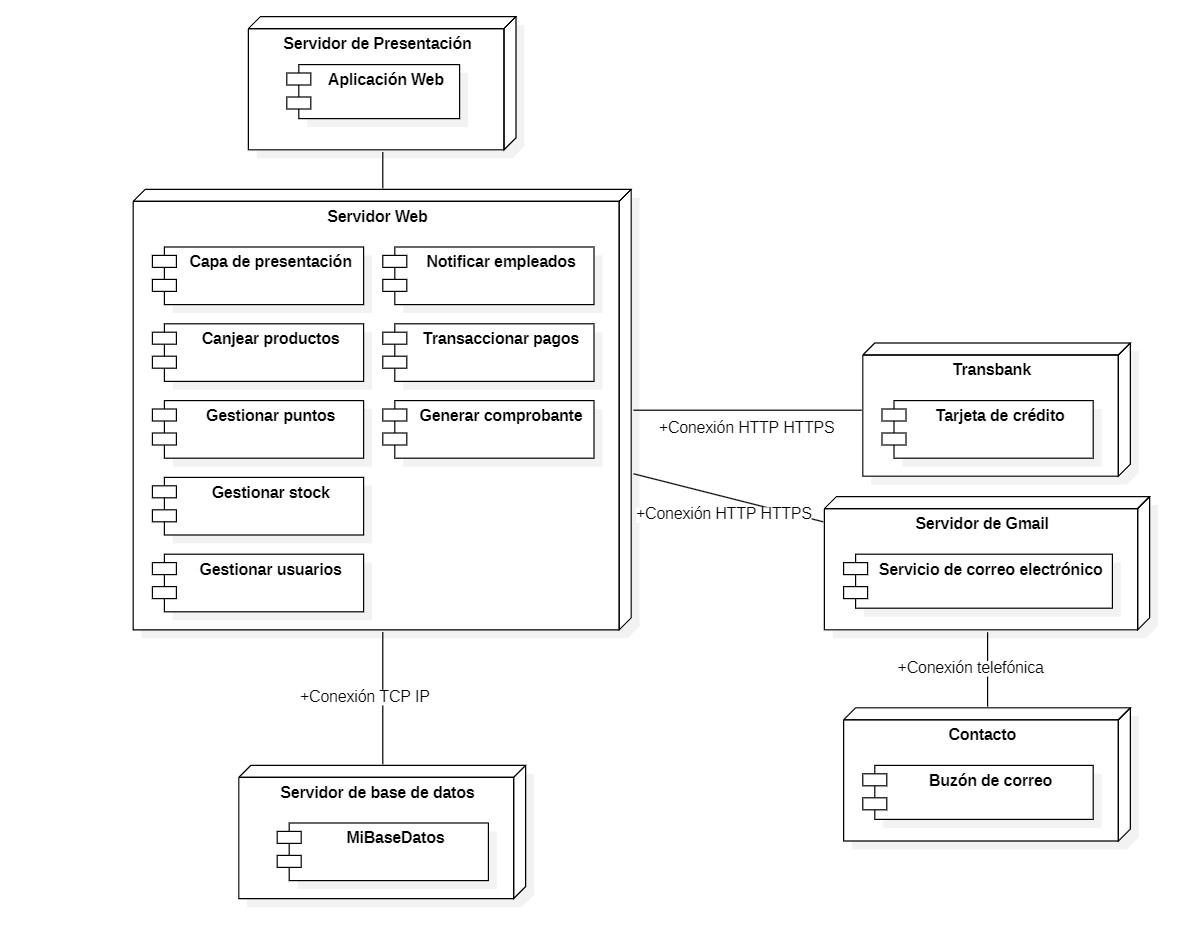 Servidor de Presentación
Aplicación Web
Servidor Web
Capa de presentación
Notificar empleados
Canjear productos
Transaccionar pagos
Gestionar puntos
Generar comprobante
Gestionar stock
Gestionar usuarios
+Conexión HTTP HTTPS
Transbank
Tarjeta de crédito
+Conexión HTTP HTTPS
Servidor de Gmail
Servicio de correo electrónico
+Conexión telefónica
Contacto
Buzón de correo
+Conexión TCP IP
Servidor de base de datos
MiBaseDatos